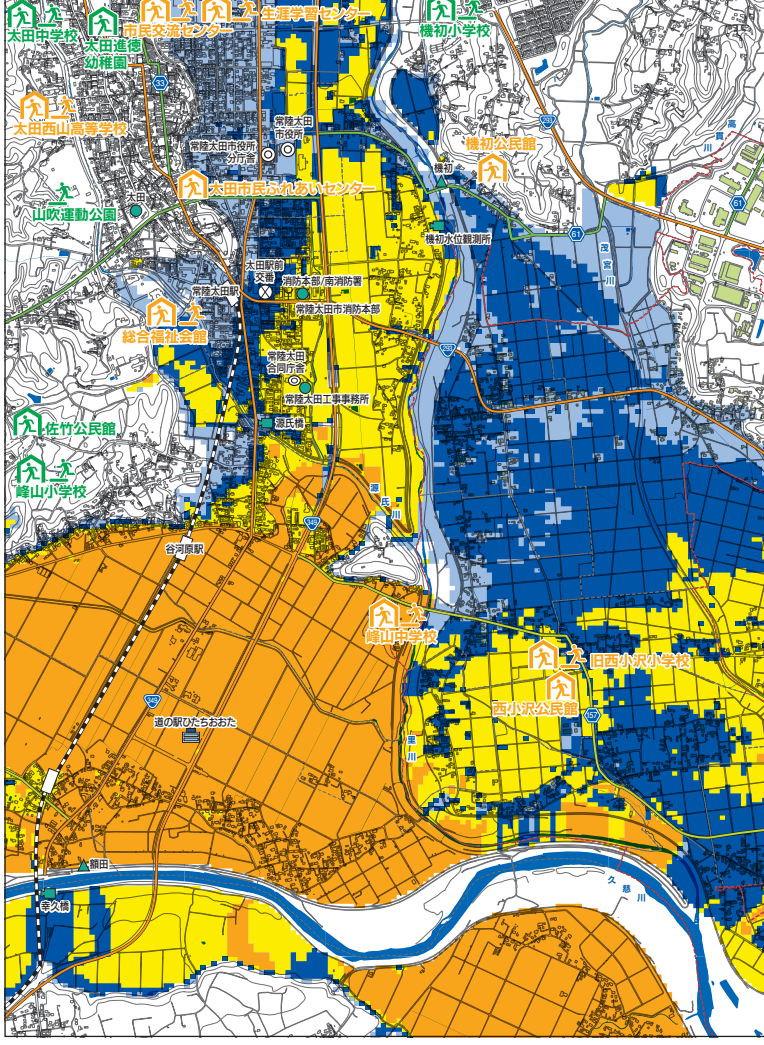 太田中学校
太田進徳
幼稚園
市民交流センター
生涯学習センター
機初小学校
33
293
太田西山高等学校
常陸太田
市役所
常陸太田市役所
分庁舎
機初公民館
高
貫
川
機初
太田市民ふれあいセンター
山吹運動公園
太田
61
61
機初水位観測所
茂
宮
川
太田駅前
交番
消防本部/南消防署
常陸太田駅
常陸太田市消防本部
総合福祉会館
293
常陸太田
合同庁舎
常陸太田工事事務所
佐竹公民館
源氏橋
峰山小学校
源
氏
川
349
谷河原駅
峰山中学校
旧西小沢小学校
西小沢公民館
349
157
道の駅ひたちおおた
里
川
額田
幸久橋
久
慈
川